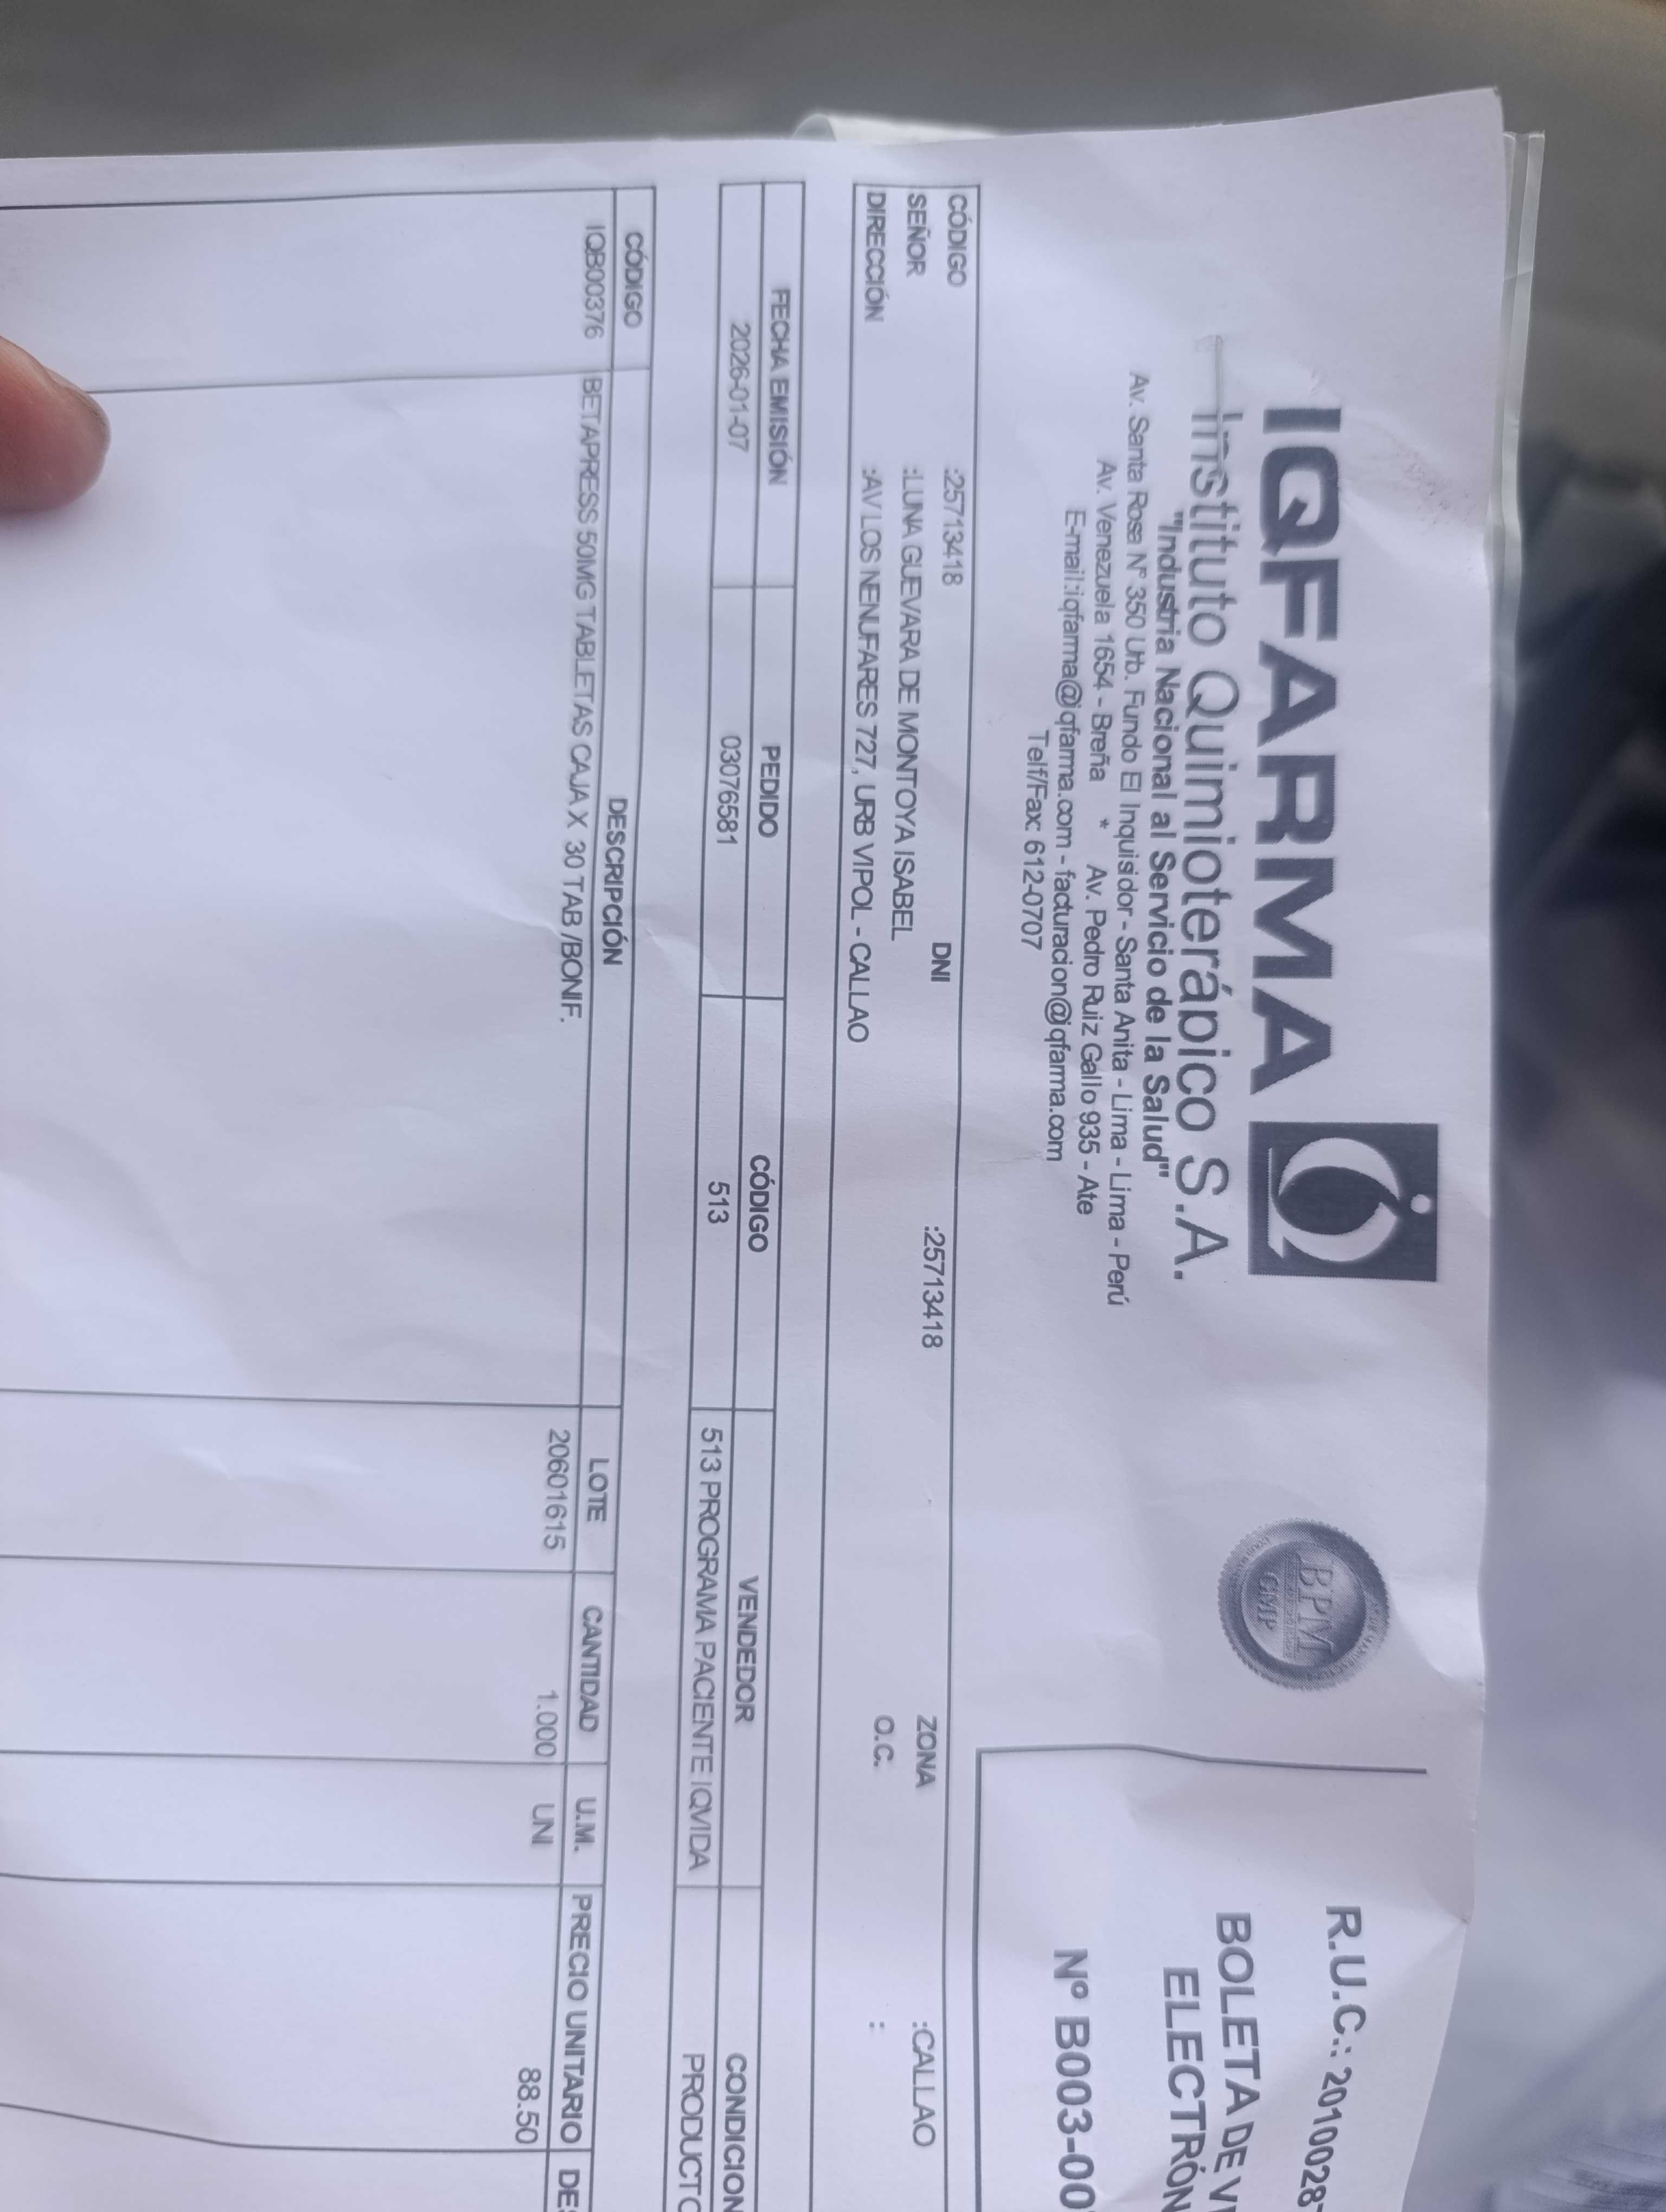 IQFARMA
Instituto Quimioterápico S.A.
"Industria Nacional al Servicio de la Salud"
Av. Santa Rosa N° 350 Urb. Fundo El Inquisidor - Santa Anita - Lima - Lima - Perú
Av. Venezuela 1654 - Breña * Av. Pedro Ruiz Gallo 935 - Ate
E-mail:iqfarma@iqfarma.com - facturacion@iqfarma.com
Telf/Fax: 612-0707
BPM
GMP
R.U.C.: 20100287
BOLETA DE V
ELECTRÓN
Nº B003-00
CÓDIGO :25713418 DNI :25713418 ZONA :CALLAO
SEÑOR :LUNA GUEVARA DE MONTOYA ISABEL O.C. :
DIRECCIÓN :AV LOS NENUFARES 727, URB VIPOL - CALLAO
FECHA EMISIÓN PEDIDO CÓDIGO VENDEDOR CONDICION
2026-01-07 03076581 513 513 PROGRAMA PACIENTE IQVIDA PRODUCTO
CÓDIGO DESCRIPCIÓN LOTE CANTIDAD U.M. PRECIO UNITARIO DES
IQB00376 BETAPRESS 50MG TABLETAS CAJA X 30 TAB /BONIF. 20601615 1.000 UNI 88.50